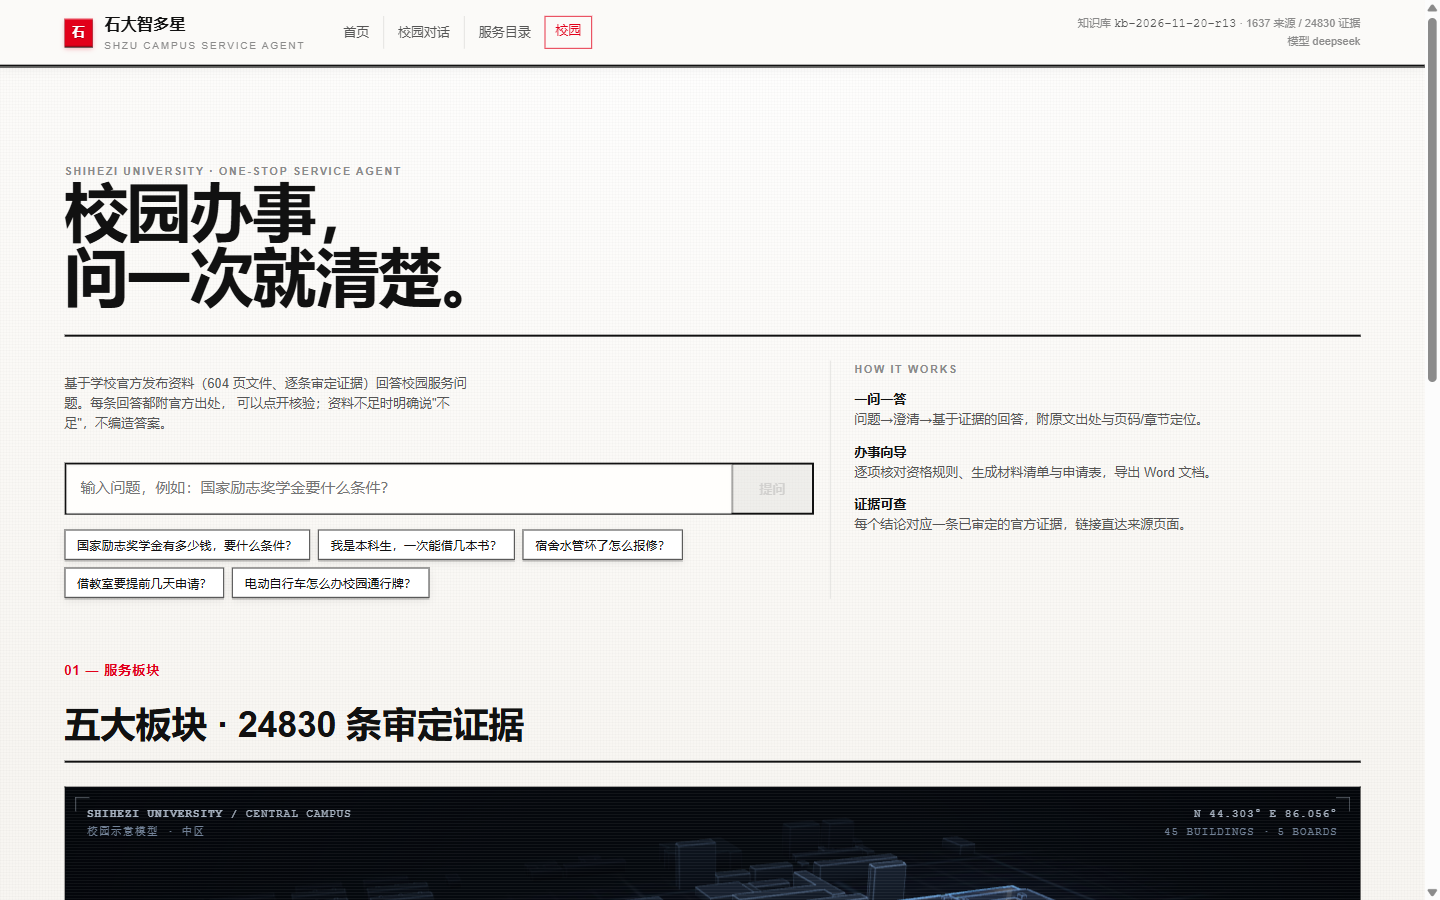 石
石大智多星
SHZU CAMPUS SERVICE AGENT
首页
校园对话
服务目录
校园
知识库 kb-2026-11-20-r13 · 1637 来源 / 24830 证据
模型 deepseek
SHIHEZI UNIVERSITY · ONE-STOP SERVICE AGENT
校园办事，
问一次就清楚。
基于学校官方发布资料（604 页文件、逐条审定证据）回答校园服务问
题。每条回答都附官方出处， 可以点开核验；资料不足时明确说"不
足"，不编造答案。
输入问题，例如：国家励志奖学金要什么条件？
提问
国家励志奖学金有多少钱，要什么条件？
我是本科生，一次能借几本书？
宿舍水管坏了怎么报修？
借教室要提前几天申请？
电动自行车怎么办校园通行牌？
HOW IT WORKS
一问一答
问题→澄清→基于证据的回答，附原文出处与页码/章节定位。
办事向导
逐项核对资格规则、生成材料清单与申请表，导出 Word 文档。
证据可查
每个结论对应一条已审定的官方证据，链接直达来源页面。
01 — 服务板块
五大板块 · 24830 条审定证据
SHIHEZI UNIVERSITY / CENTRAL CAMPUS
校园示意模型 · 中区
N 44.303° E 86.056°
45 BUILDINGS · 5 BOARDS